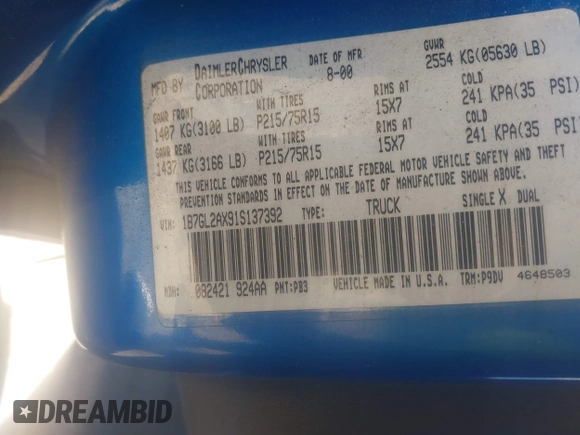 MFD BY DAIMLERCHRYSLER CORPORATION DATE OF MFR 8-00 GVWR 2554 KG(05630 LB)
GAWR FRONT WITH TIRES RIMS AT COLD
1407 KG(3100 LB) P215/75R15 15X7 241 KPA(35 PSI)
GAWR REAR WITH TIRES RIMS AT COLD
1437 KG(3166 LB) P215/75R15 15X7 241 KPA(35 PSI)
THIS VEHICLE CONFORMS TO ALL APPLICABLE FEDERAL MOTOR VEHICLE SAFETY AND THEFT
PREVENTION STANDARDS IN EFFECT ON THE DATE OF MANUFACTURE SHOWN ABOVE.
VIN: 1B7GL2AX91S137392 TYPE: TRUCK SINGLE X DUAL
MDH: 082421 924AA PNT:PB3 VEHICLE MADE IN U.S.A. TRM:P9DV 4648503
DREAMBID